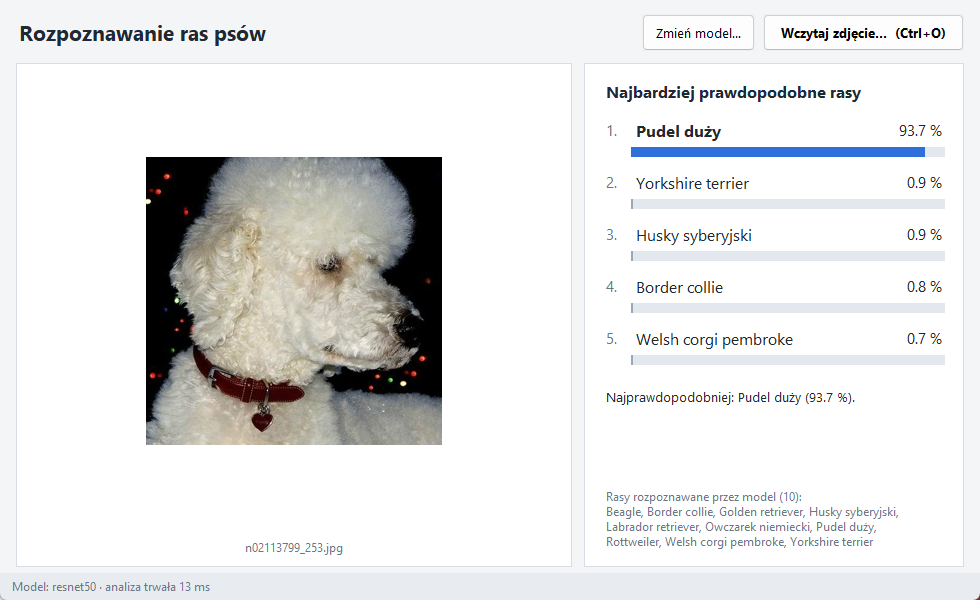 Rozpoznawanie ras psów
Zmień model...
Wczytaj zdjęcie... (Ctrl+O)
Najbardziej prawdopodobne rasy
1. Pudel duży 93.7 %
2. Yorkshire terrier 0.9 %
3. Husky syberyjski 0.9 %
4. Border collie 0.8 %
5. Welsh corgi pembroke 0.7 %
Najprawdopodobniej: Pudel duży (93.7 %).
Rasy rozpoznawane przez model (10):
Beagle, Border collie, Golden retriever, Husky syberyjski,
Labrador retriever, Owczarek niemiecki, Pudel duży,
Rottweiler, Welsh corgi pembroke, Yorkshire terrier
n02113799_253.jpg
Model: resnet50 · analiza trwała 13 ms